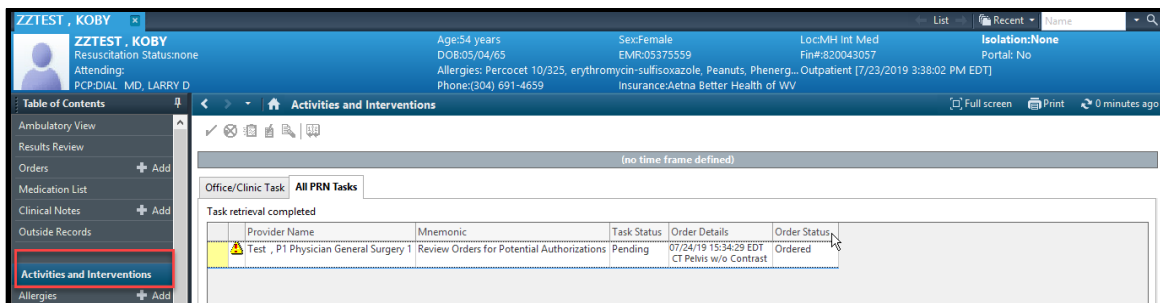 ZZTEST , KOBY
List
Recent
Name
ZZTEST , KOBY
Age:54 years
Sex:Female
Loc:MH Int Med
Isolation:None
Resuscitation Status:none
DOB:05/04/65
EMR:05375559
Fin#:820043057
Portal: No
Attending:
Allergies: Percocet 10/325, erythromycin-sulfisoxazole, Peanuts, Phenerg... Outpatient [7/23/2019 3:38:02 PM EDT]
PCP:DIAL MD, LARRY D
Phone:(304) 691-4659
Insurance:Aetna Better Health of WV
Table of Contents
Activities and Interventions
Full screen
Print
0 minutes ago
Ambulatory View
Results Review
Orders
Add
Medication List
Clinical Notes
Add
Outside Records
Activities and Interventions
Allergies
Add
(no time frame defined)
Office/Clinic Task
All PRN Tasks
Task retrieval completed
Provider Name
Mnemonic
Task Status
Order Details
Order Status
Test , P1 Physician General Surgery 1
Review Orders for Potential Authorizations
Pending
07/24/19 15:34:29 EDT
CT Pelvis w/o Contrast
Ordered